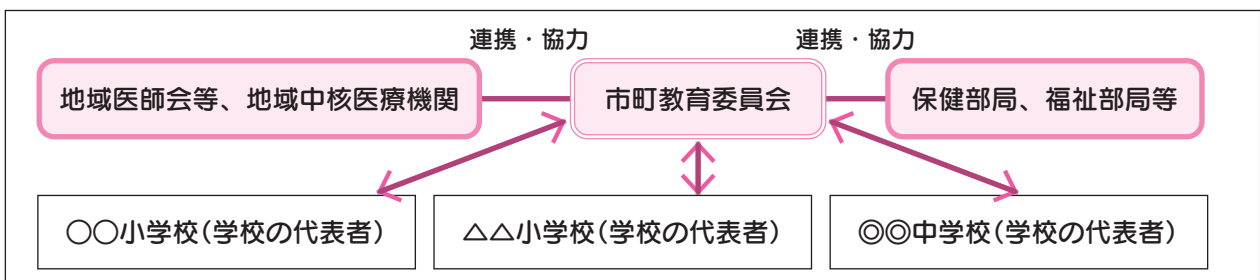 連携・協力
連携・協力
地域医師会等、地域中核医療機関
市町教育委員会
保健部局、福祉部局等
○○小学校(学校の代表者)
△△小学校(学校の代表者)
◎◎中学校(学校の代表者)